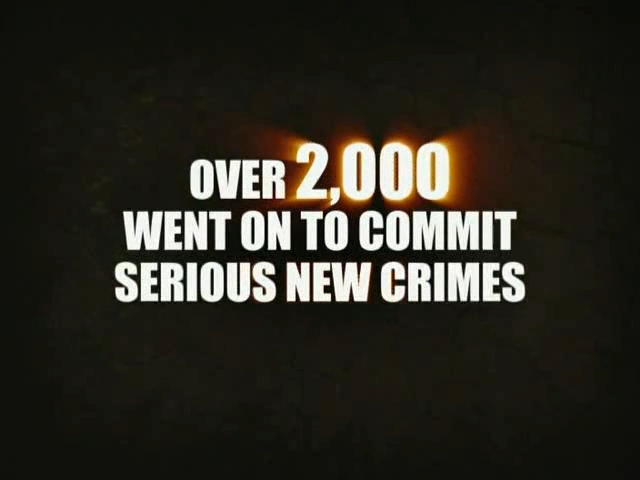 OVER 2,000
WENT ON TO COMMIT
SERIOUS NEW CRIMES